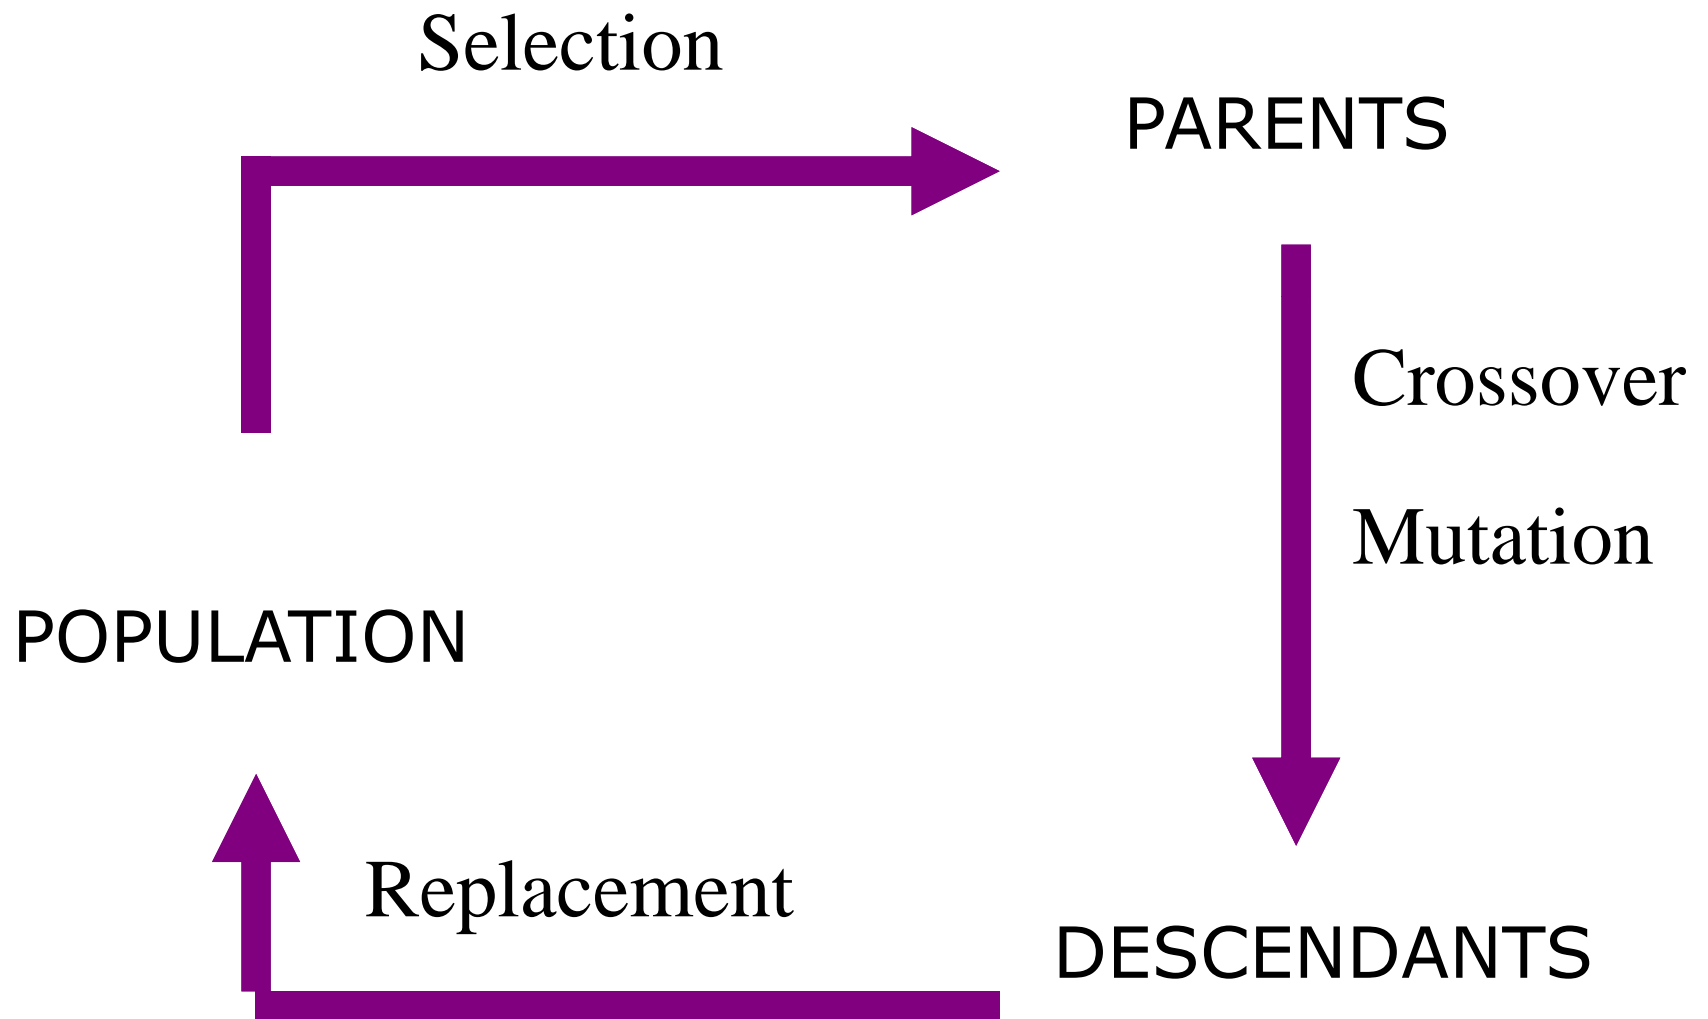 Selection
PARENTS
Crossover
Mutation
POPULATION
Replacement
DESCENDANTS